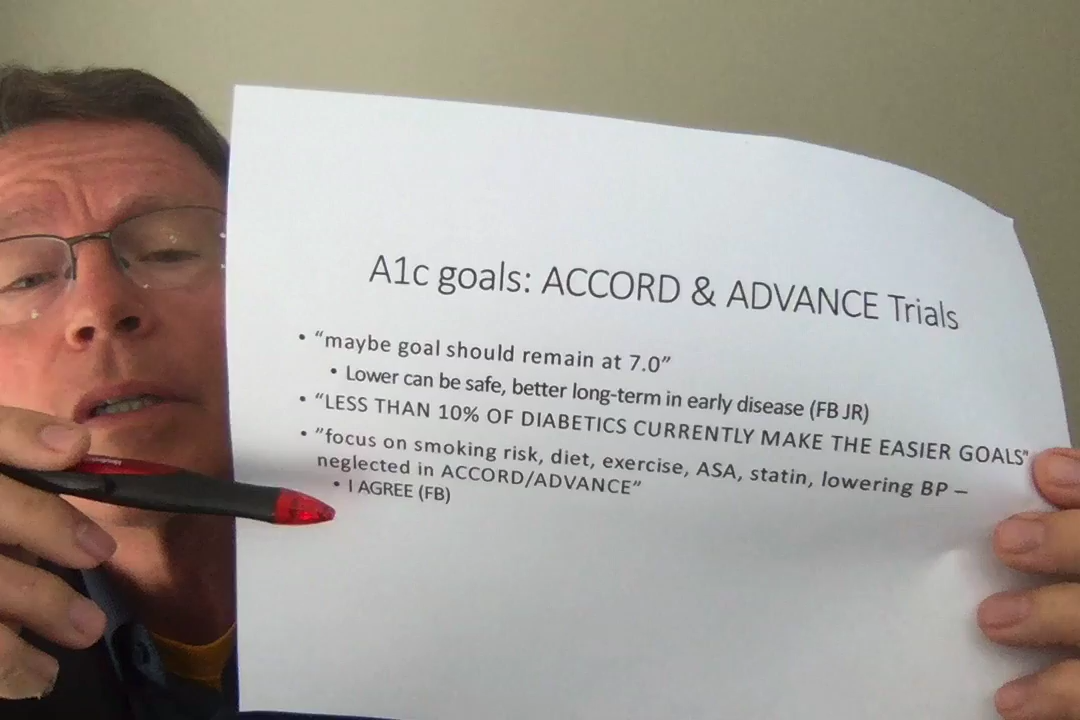 A1c goals: ACCORD & ADVANCE Trials
• “maybe goal should remain at 7.0”
• Lower can be safe, better long-term in early disease (FB JR)
• “LESS THAN 10% OF DIABETICS CURRENTLY MAKE THE EASIER GOALS”
• ”focus on smoking risk, diet, exercise, ASA, statin, lowering BP –
neglected in ACCORD/ADVANCE”
• I AGREE (FB)